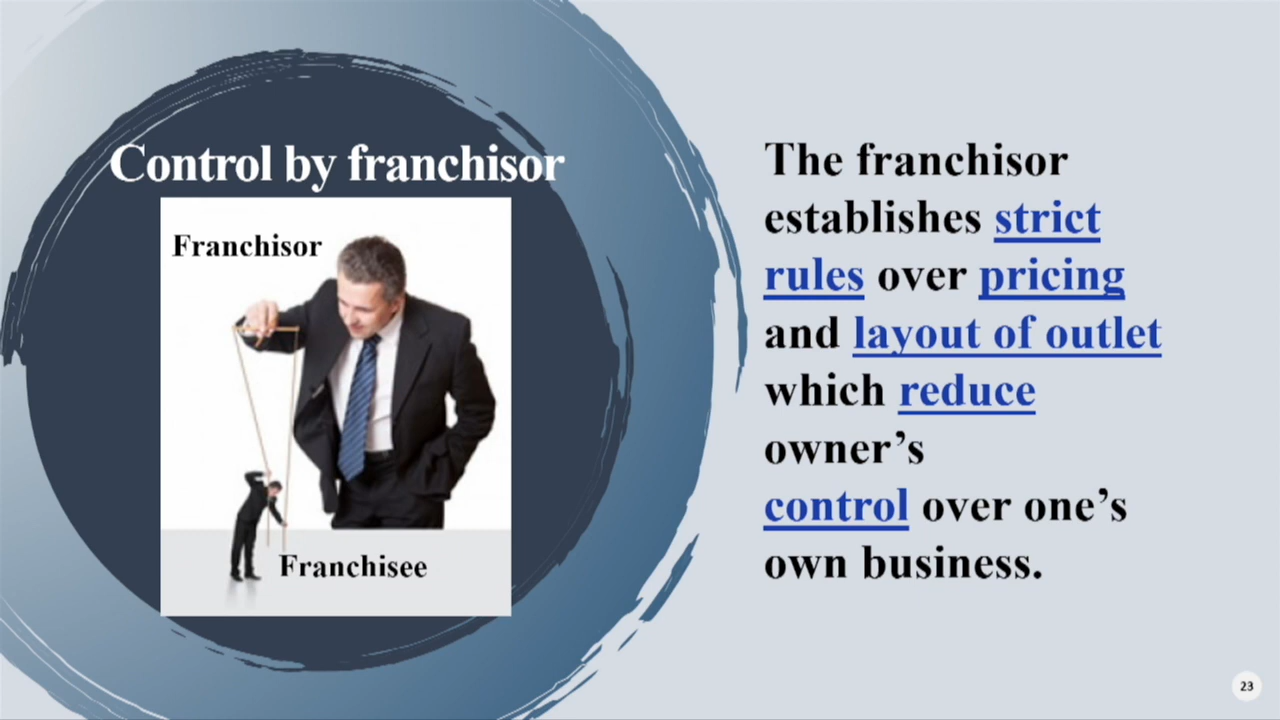 Control by franchisor
Franchisor
Franchisee
The franchisor
establishes strict
rules over pricing
and layout of outlet
which reduce
owner’s
control over one’s
own business.
23